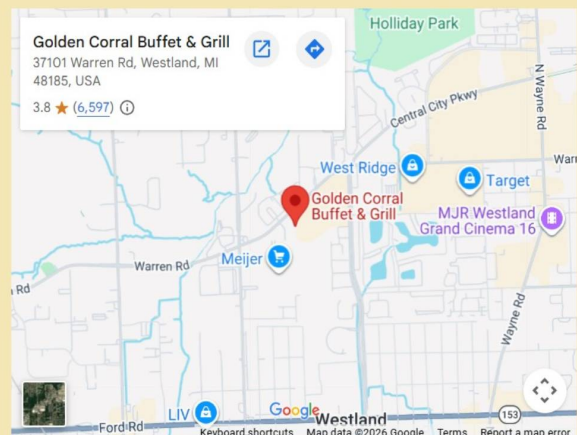 Golden Corral Buffet & Grill
37101 Warren Rd, Westland, MI
48185, USA
3.8 ★ (6,597)
Holliday Park
N Wayne Rd
Central City Pkwy
West Ridge
Warr
Target
Golden Corral
Buffet & Grill
MJR Westland
Grand Cinema 16
Meijer
Warren Rd
Rd
Wayne Rd
LIV
Google
Westland
153
Ford Rd
Keyboard shortcuts
Map data ©2026 Google
Terms
Report a map error